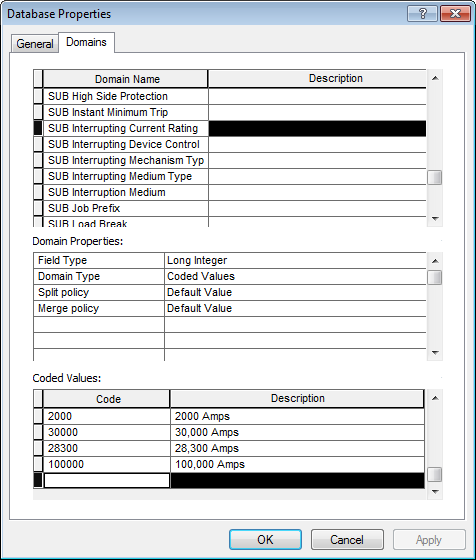 Database Properties
General Domains
Domain Name Description
SUB High Side Protection
SUB Instant Minimum Trip
SUB Interrupting Current Rating
SUB Interrupting Device Control
SUB Interrupting Mechanism Typ
SUB Interrupting Medium Type
SUB Interruption Medium
SUB Job Prefix
SUB Load Break
Domain Properties:
Field Type Long Integer
Domain Type Coded Values
Split policy Default Value
Merge policy Default Value
Coded Values:
Code Description
2000 2000 Amps
30000 30,000 Amps
28300 28,300 Amps
100000 100,000 Amps
OK Cancel Apply